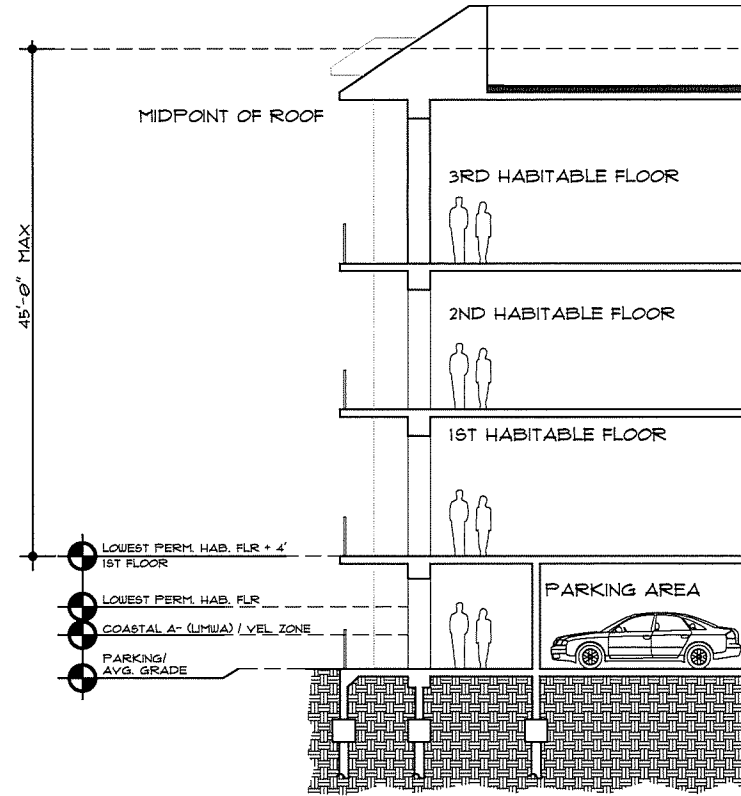 MIDPOINT OF ROOF
3RD HABITABLE FLOOR
45'-0" MAX
2ND HABITABLE FLOOR
1ST HABITABLE FLOOR
LOWEST PERM. HAB. FLR + 4'
1ST FLOOR
PARKING AREA
LOWEST PERM. HAB. FLR
COASTAL A- (LIMWA) / VEL ZONE
PARKING/
AVG. GRADE